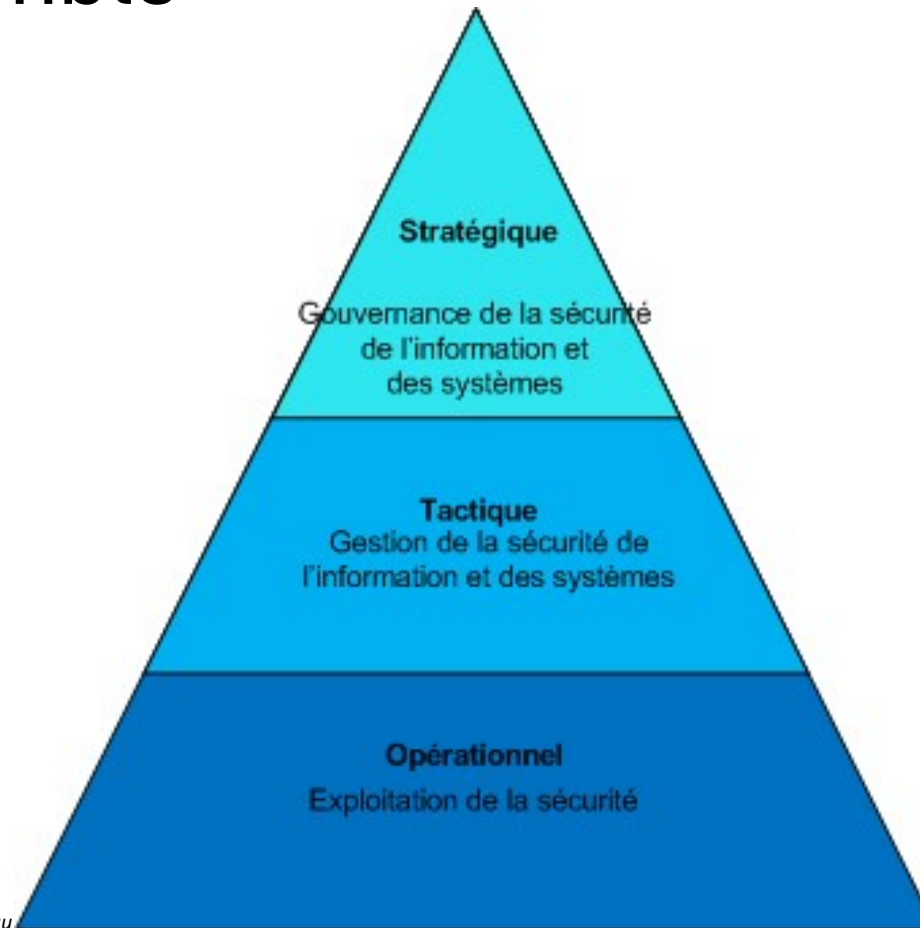 Stratégique
Gouvernance de la sécurité
de l'information et
des systèmes
Tactique
Gestion de la sécurité de
l'information et des systèmes
Opérationnel
Exploitation de la sécurité